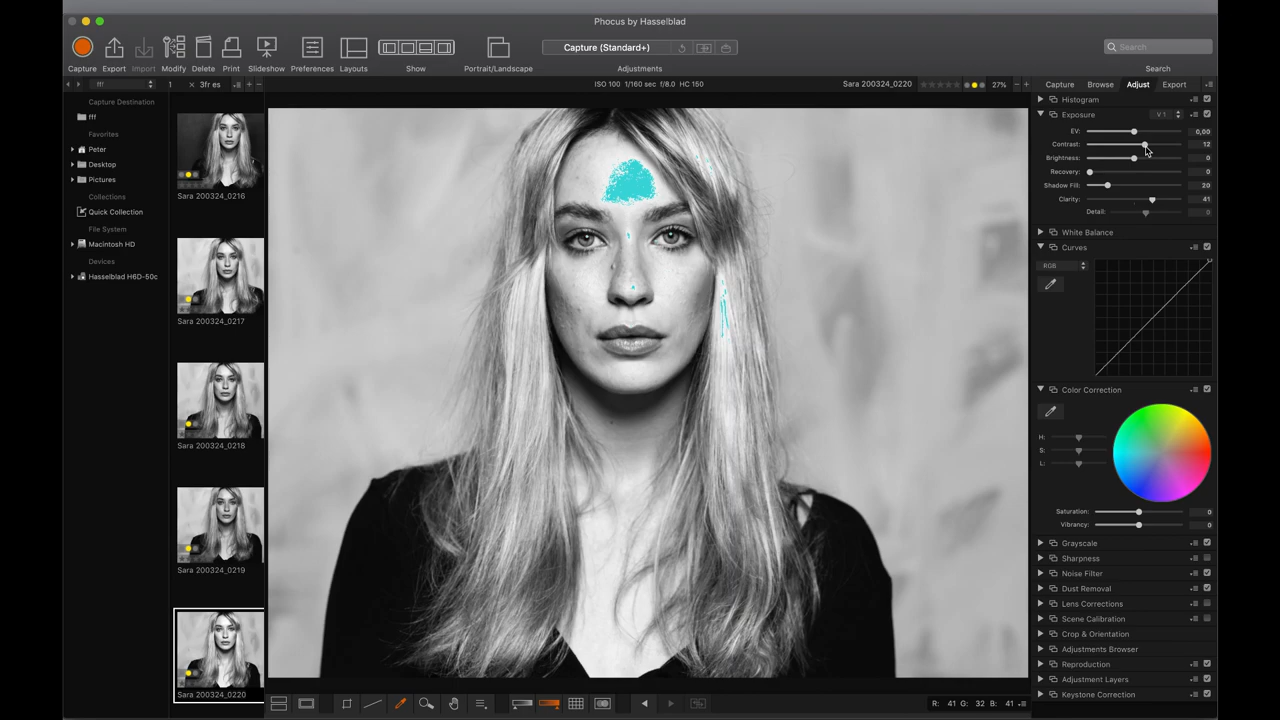 Phocus by Hasselblad
Capture
Export
Import
Modify
Delete
Print
Slideshow
Preferences
Layouts
Show
Portrait/Landscape
Capture (Standard+)
Adjustments
Search
Search
fff
1
× 3fr es
+ −
ISO 100 1/160 sec f/8.0 HC 150
Sara 200324_0220
27%
− +
Capture
Browse
Adjust
Export
Capture Destination
fff
Favorites
Peter
Desktop
Pictures
Collections
Quick Collection
File System
Macintosh HD
Devices
Hasselblad H6D-50c
Sara 200324_0216
Sara 200324_0217
Sara 200324_0218
Sara 200324_0219
Sara 200324_0220
Histogram
Exposure V 1
EV: 0,00
Contrast: 12
Brightness: 0
Recovery: 0
Shadow Fill: 20
Clarity: 41
Detail: 0
White Balance
Curves
RGB
Color Correction
H:
S:
L:
Saturation: 0
Vibrancy: 0
Grayscale
Sharpness
Noise Filter
Dust Removal
Lens Corrections
Scene Calibration
Crop & Orientation
Adjustments Browser
Reproduction
Adjustment Layers
Keystone Correction
R: 41 G: 32 B: 41